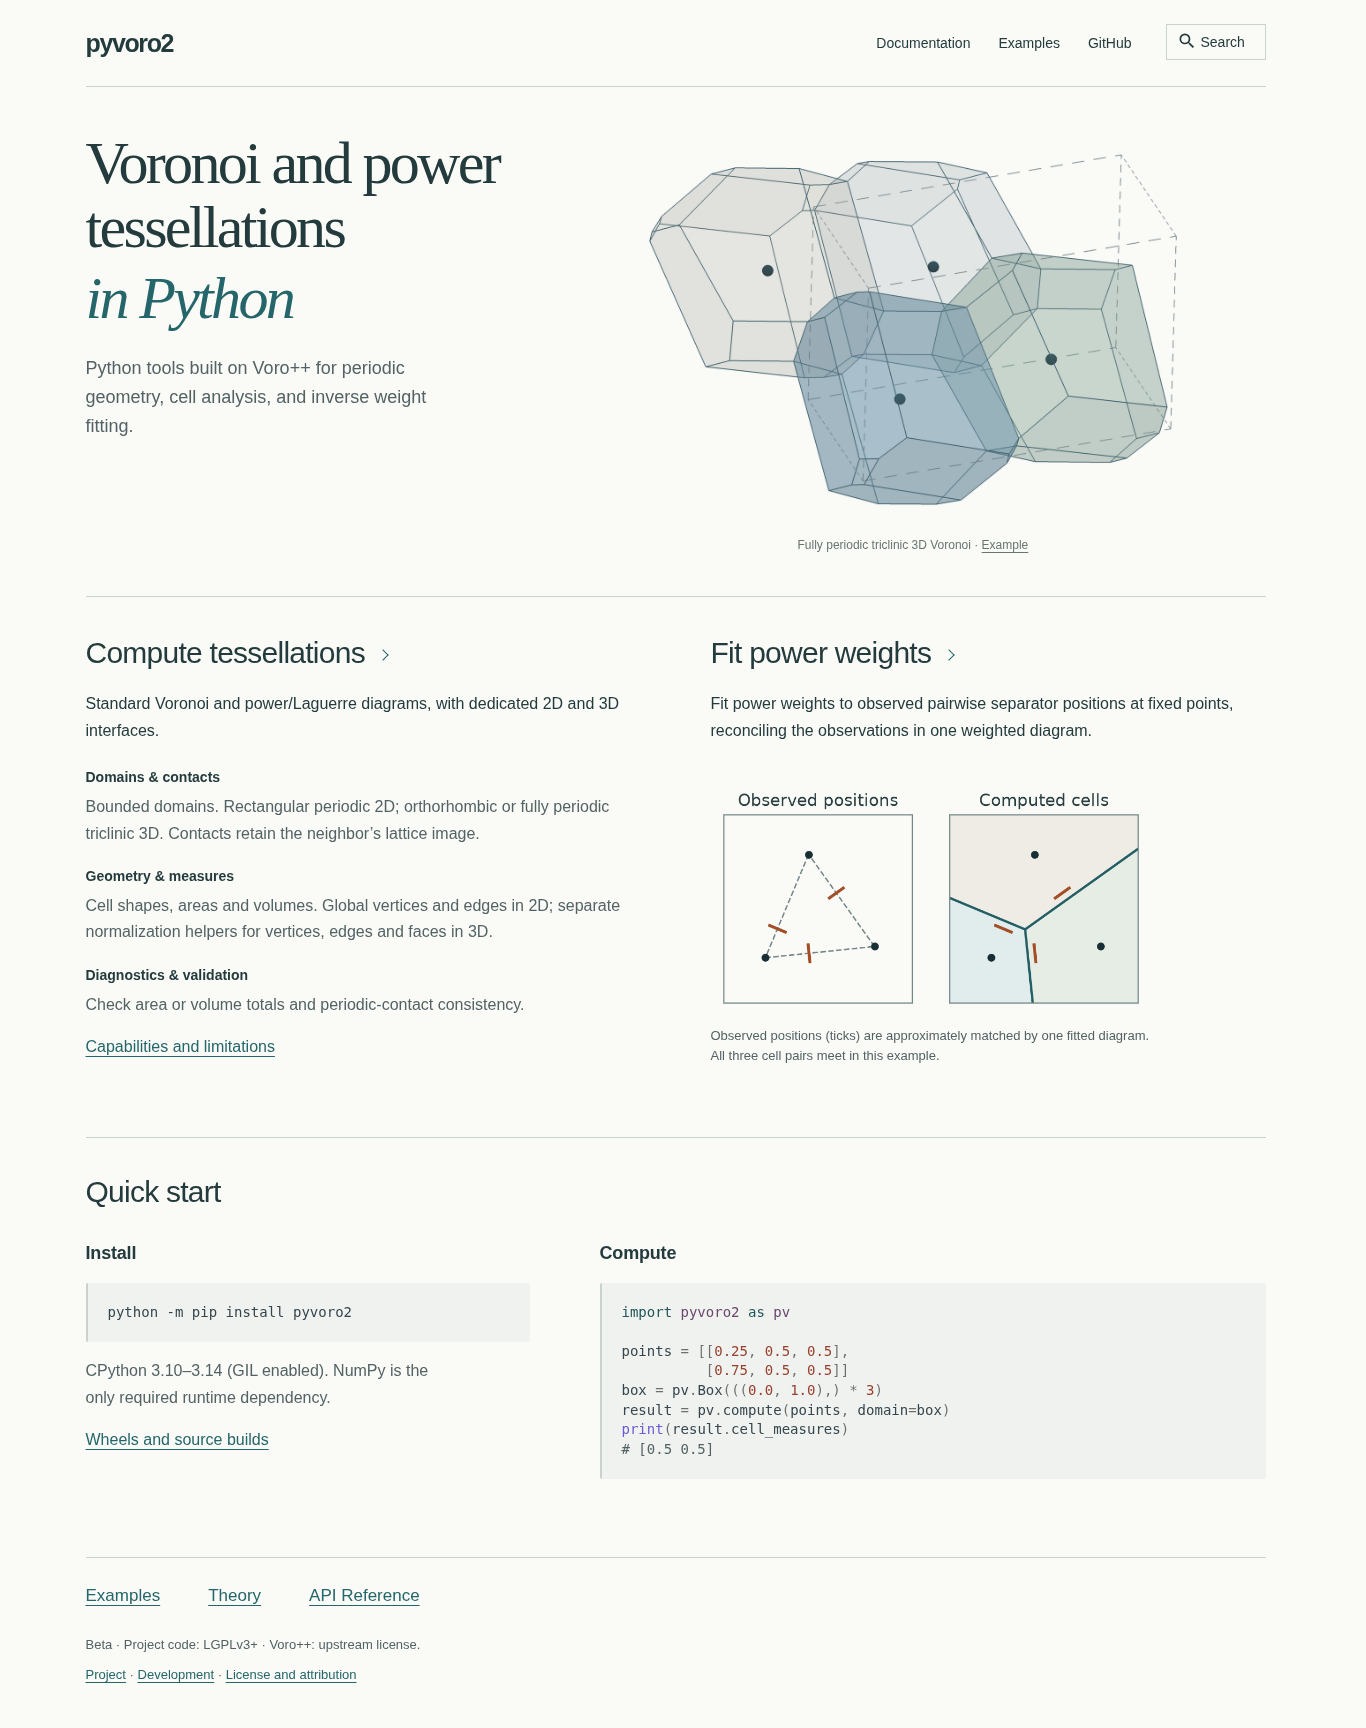 pyvoro2
Documentation Examples GitHub Search
Voronoi and power
tessellations
in Python
Python tools built on Voro++ for periodic
geometry, cell analysis, and inverse weight
fitting.
Fully periodic triclinic 3D Voronoi · Example
Compute tessellations
Standard Voronoi and power/Laguerre diagrams, with dedicated 2D and 3D
interfaces.
Domains & contacts
Bounded domains. Rectangular periodic 2D; orthorhombic or fully periodic
triclinic 3D. Contacts retain the neighbor’s lattice image.
Geometry & measures
Cell shapes, areas and volumes. Global vertices and edges in 2D; separate
normalization helpers for vertices, edges and faces in 3D.
Diagnostics & validation
Check area or volume totals and periodic-contact consistency.
Capabilities and limitations
Fit power weights
Fit power weights to observed pairwise separator positions at fixed points,
reconciling the observations in one weighted diagram.
Observed positions
Computed cells
Observed positions (ticks) are approximately matched by one fitted diagram.
All three cell pairs meet in this example.
Quick start
Install
python -m pip install pyvoro2
CPython 3.10–3.14 (GIL enabled). NumPy is the
only required runtime dependency.
Wheels and source builds
Compute
import pyvoro2 as pv
points = [[0.25, 0.5, 0.5],
          [0.75, 0.5, 0.5]]
box = pv.Box(((0.0, 1.0),) * 3)
result = pv.compute(points, domain=box)
print(result.cell_measures)
# [0.5 0.5]
Examples Theory API Reference
Beta · Project code: LGPLv3+ · Voro++: upstream license.
Project · Development · License and attribution